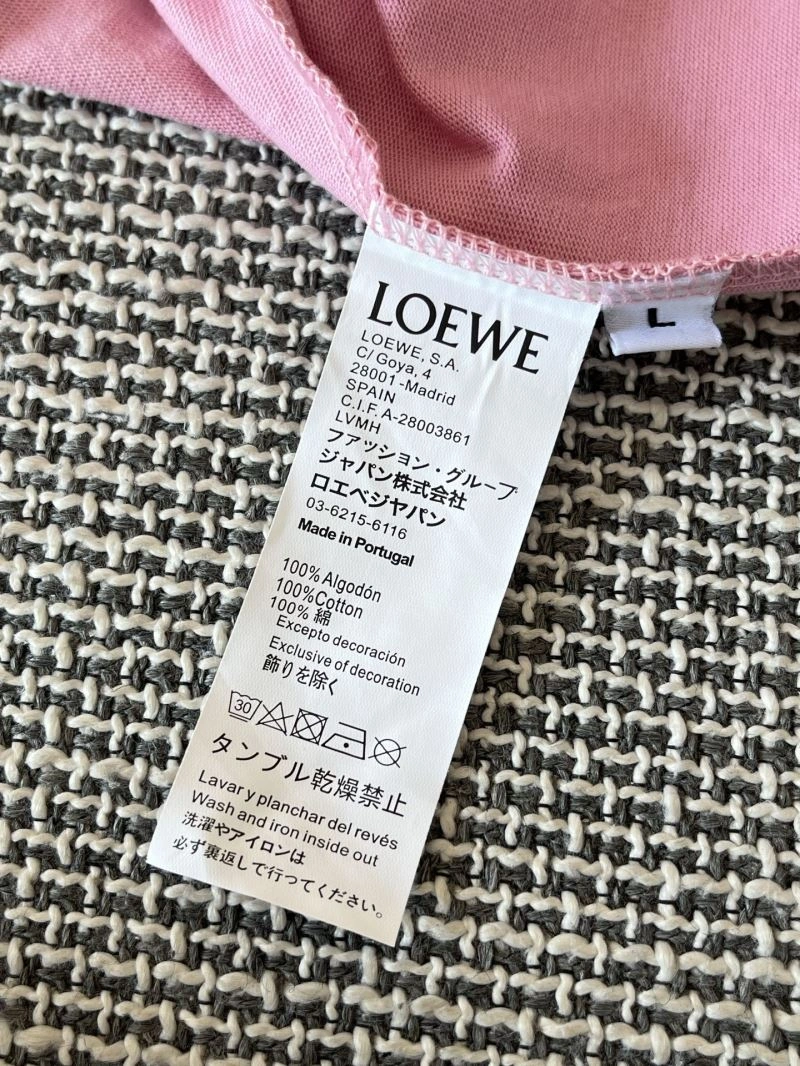 LOEWE
LOEWE, S.A.
C/ Goya, 4
28001 -Madrid
SPAIN
C.I.F. A-28003861
LVMH
ファッション・グループ
ジャパン株式会社
ロエベジヤパン
03-6215-6116
Made in Portugal
100% Algodón
100%Cotton
100% 綿
Excepto decoración
Exclusive of decoration
飾りを除く
30
タンブル乾燥禁止
Lavar y planchar del revés
Wash and iron inside out
洗濯やアイロンは
必ず裏返しで行ってください。
L